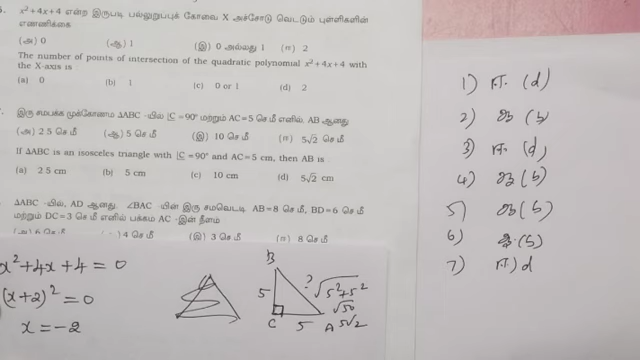 x²+4x+4 என்ற இருபடி பல்லுறுப்புக் கோவை X அச்சோடு வெட்டும் புள்ளிகளின்
எண்ணிக்கை
(அ) 0 (ஆ) 1 (இ) 0 அல்லது 1 (ஈ) 2
The number of points of intersection of the quadratic polynomial x²+4x+4 with
the X-axis is
(a) 0 (b) 1 (c) 0 or 1 (d) 2
இரு சமபக்க முக்கோணம் ΔABC -யில் ∠C =90° மற்றும் AC=5 செ.மீ எனில், AB ஆனது
(அ) 2.5 செ.மீ (ஆ) 5 செ.மீ (இ) 10 செ.மீ (ஈ) 5√2 செ.மீ
If ΔABC is an isosceles triangle with ∠C =90° and AC=5 cm, then AB is
(a) 2.5 cm (b) 5 cm (c) 10 cm (d) 5√2 cm
ΔABC -யில், AD ஆனது, ∠BAC -யின் இரு சமவெட்டி. AB=8 செ.மீ, BD=6 செ.மீ
மற்றும் DC=3 செ.மீ எனில் பக்கம் AC -இன் நீளம்
(அ) 6 செ.மீ 4 செ.மீ (இ) 3 செ.மீ (ஈ) 8 செ.மீ
x²+4x+4=0
(x+2)²=0
x=-2
B
5 ? √5²+5²
√50
C 5 A 5√2
1) ஈ. (d)
2) ஆ (b)
3) ஈ. (d)
4) ஆ (b)
5) ஆ (b)
6) ஆ. (b)
7) ஈ.) d